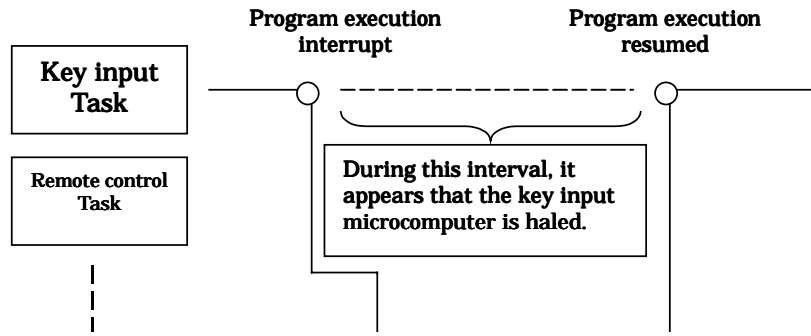 Program execution
interrupt
Program execution
resumed
Key input
Task
During this interval, it
appears that the key input
microcomputer is haled.
Remote control
Task